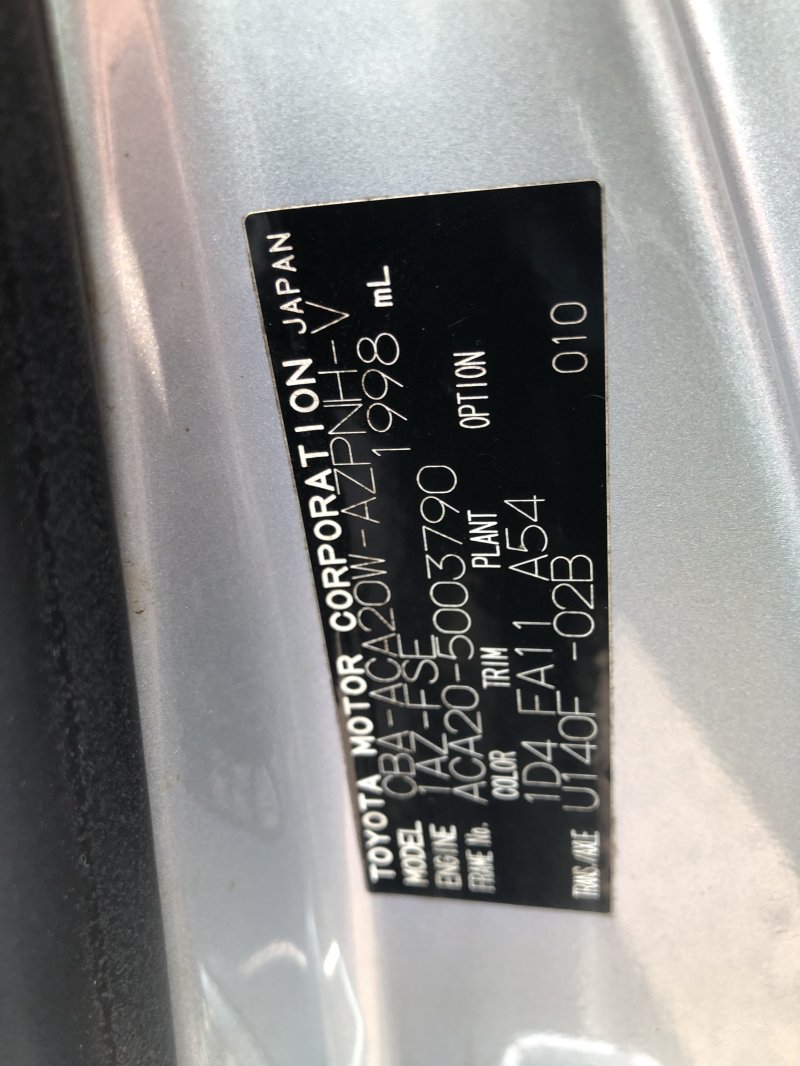 TOYOTA MOTOR CORPORATION JAPAN
MODEL CBA-ACA20W-AZPNH-V
ENGINE 1AZ-FSE 1998 mL
FRAME No. ACA20-5003790
COLOR TRIM PLANT OPTION
1D4 FA11 A54
TRANS./AXLE U140F -02B 010